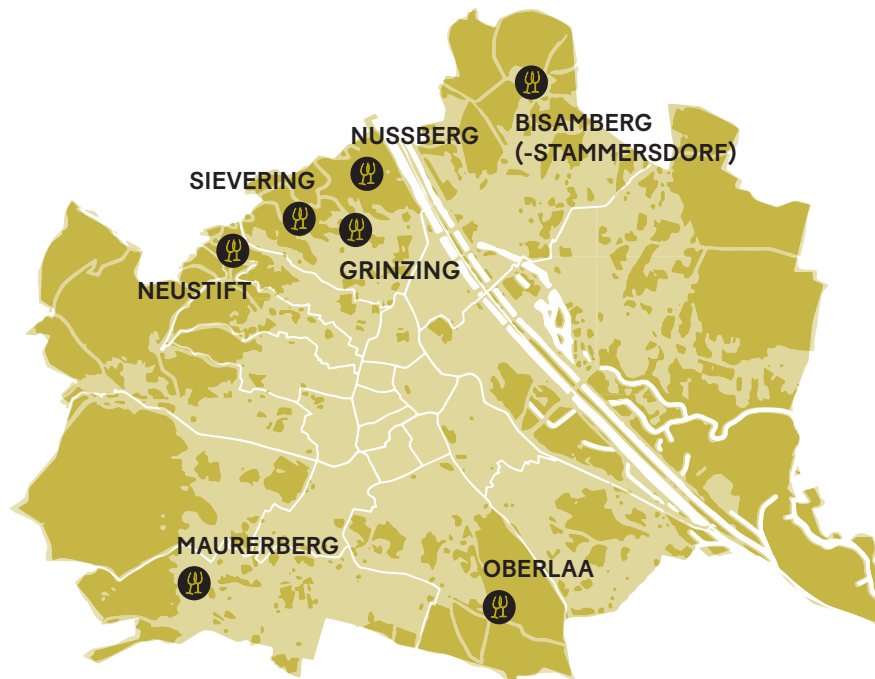 BISAMBERG
(-STAMMERSDORF)
NUSSBERG
SIEVERING
GRINZING
NEUSTIFT
MAURERBERG
OBERLAA